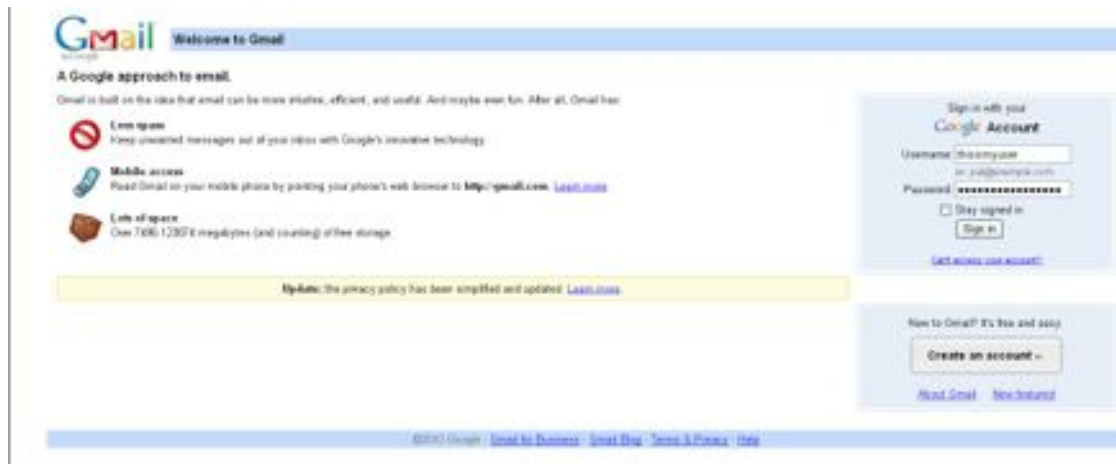 Gmail
by Google
Welcome to Gmail
A Google approach to email.
Gmail is built on the idea that email can be more intuitive, efficient, and useful. And maybe even fun. After all, Gmail has:
Less spam
Keep unwanted messages out of your inbox with Google's innovative technology.
Mobile access
Read Gmail on your mobile phone by pointing your phone's web browser to http://gmail.com. Learn more
Lots of space
Over megabytes (and counting) of free storage.
Update: the privacy policy has been simplified and updated. Learn more.
Sign in with your
Google Account
Username:
Password:
Stay signed in
Sign in
Can't access your account?
New to Gmail? It's free and easy.
Create an account »
About Gmail New features!
Google - Gmail for Business - Gmail Blog - Terms & Privacy - Help